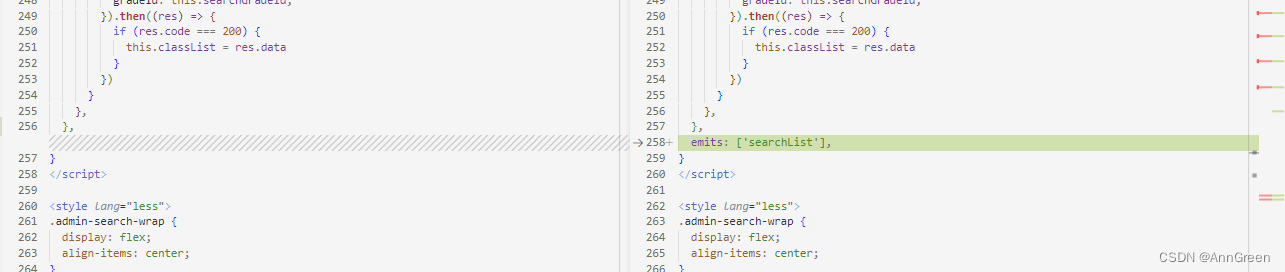 248 gradeId: this.searchGradeId,
249 }).then((res) => {
250 if (res.code === 200) {
251 this.classList = res.data
252 }
253 })
254 }
255 },
256 },
257 }
258 </script>
259
260 <style lang="less">
261 .admin-search-wrap {
262 display: flex;
263 align-items: center;
264 }
249 gradeId: this.searchGradeId,
250 }).then((res) => {
251 if (res.code === 200) {
252 this.classList = res.data
253 }
254 })
255 }
256 },
257 },
→ 258+ emits: ['searchList'],
259 }
260 </script>
261
262 <style lang="less">
263 .admin-search-wrap {
264 display: flex;
265 align-items: center;
266 }
CSDN @AnnGreen